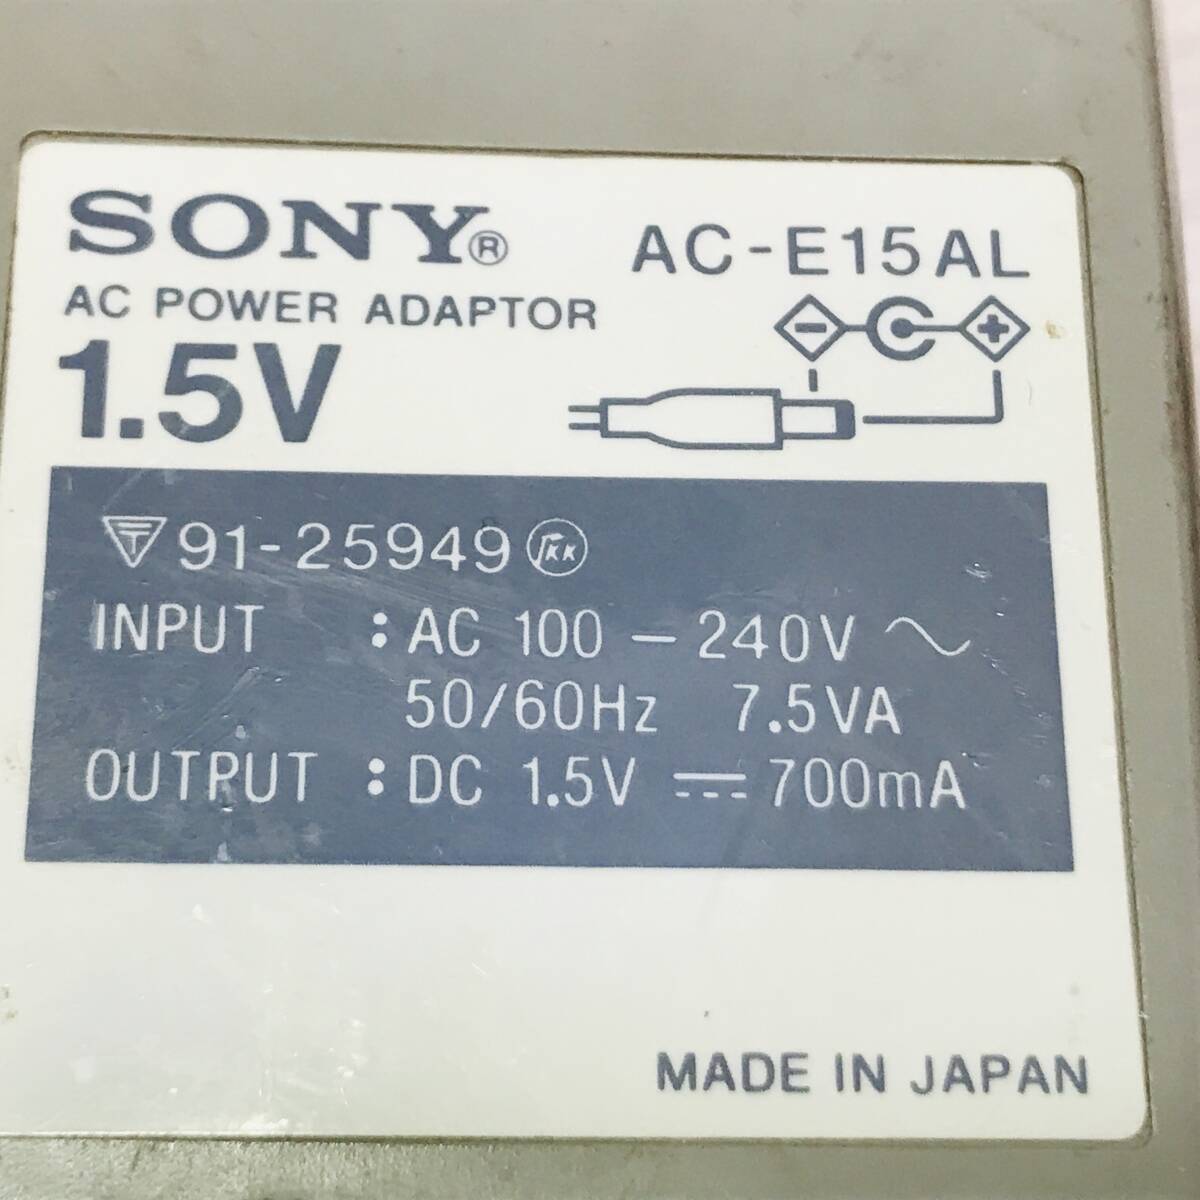 SONY®
AC-E15AL
AC POWER ADAPTOR
1.5V
91-25949
INPUT : AC 100 – 240V ~
50/60Hz 7.5VA
OUTPUT : DC 1.5V ⎓ 700mA
MADE IN JAPAN